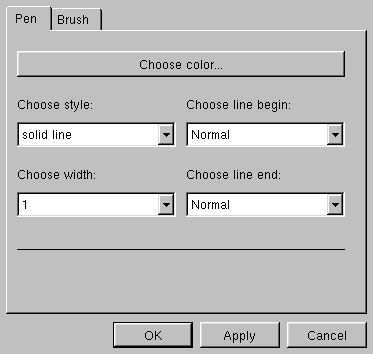 Pen Brush
Choose color...
Choose style: Choose line begin:
solid line Normal
Choose width: Choose line end:
1 Normal
OK Apply Cancel